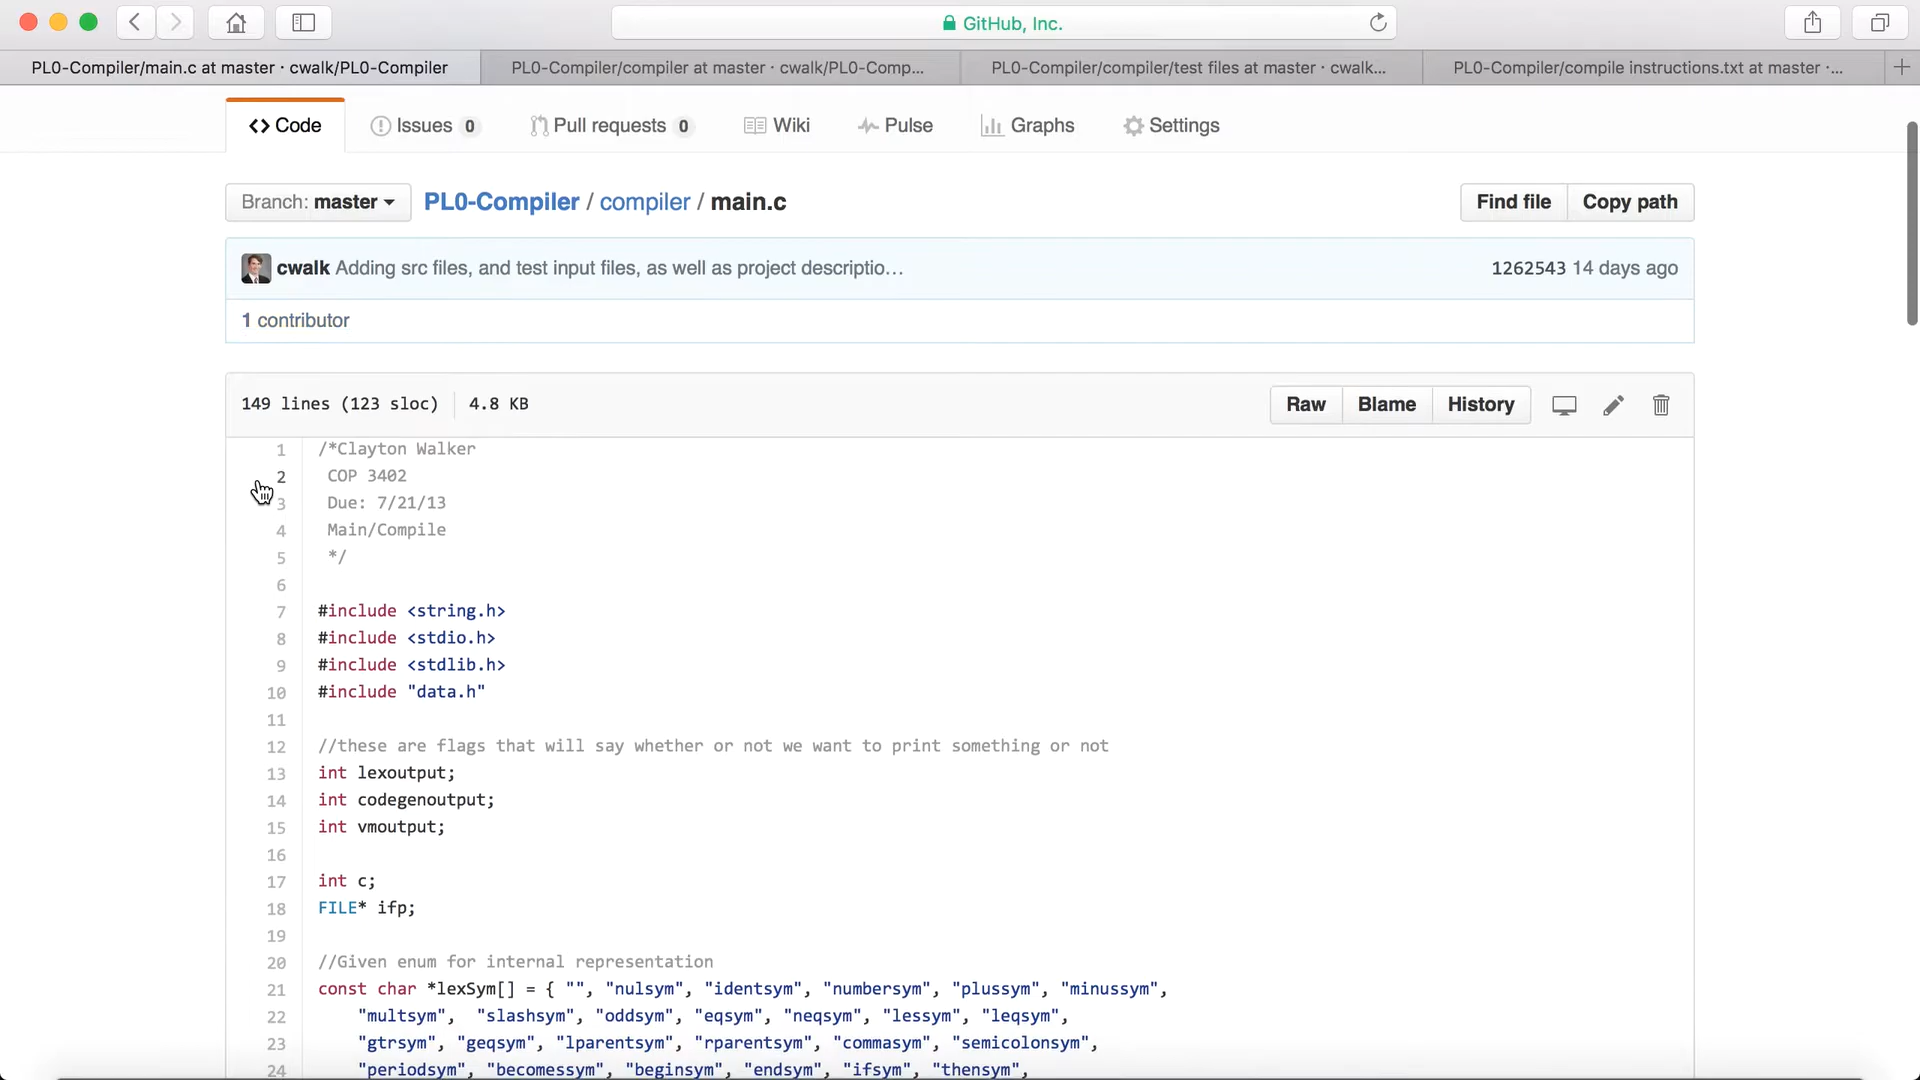 GitHub, Inc.
PL0-Compiler/main.c at master · cwalk/PL0-Compiler
PL0-Compiler/compiler at master · cwalk/PL0-Comp...
PL0-Compiler/compiler/test files at master · cwalk...
PL0-Compiler/compile instructions.txt at master ·...
Code
Issues 0
Pull requests 0
Wiki
Pulse
Graphs
Settings
Branch: master
PL0-Compiler / compiler / main.c
Find file
Copy path
cwalk Adding src files, and test input files, as well as project descriptio…
1262543 14 days ago
1 contributor
149 lines (123 sloc) 4.8 KB
Raw
Blame
History
1 /*Clayton Walker
2 COP 3402
3 Due: 7/21/13
4 Main/Compile
5 */
6
7 #include <string.h>
8 #include <stdio.h>
9 #include <stdlib.h>
10 #include "data.h"
11
12 //these are flags that will say whether or not we want to print something or not
13 int lexoutput;
14 int codegenoutput;
15 int vmoutput;
16
17 int c;
18 FILE* ifp;
19
20 //Given enum for internal representation
21 const char *lexSym[] = { "", "nulsym", "identsym", "numbersym", "plussym", "minussym",
22 "multsym", "slashsym", "oddsym", "eqsym", "neqsym", "lessym", "leqsym",
23 "gtrsym", "geqsym", "lparentsym", "rparentsym", "commasym", "semicolonsym",
24 "periodsym", "becomessym", "beginsym", "endsym", "ifsym", "thensym",